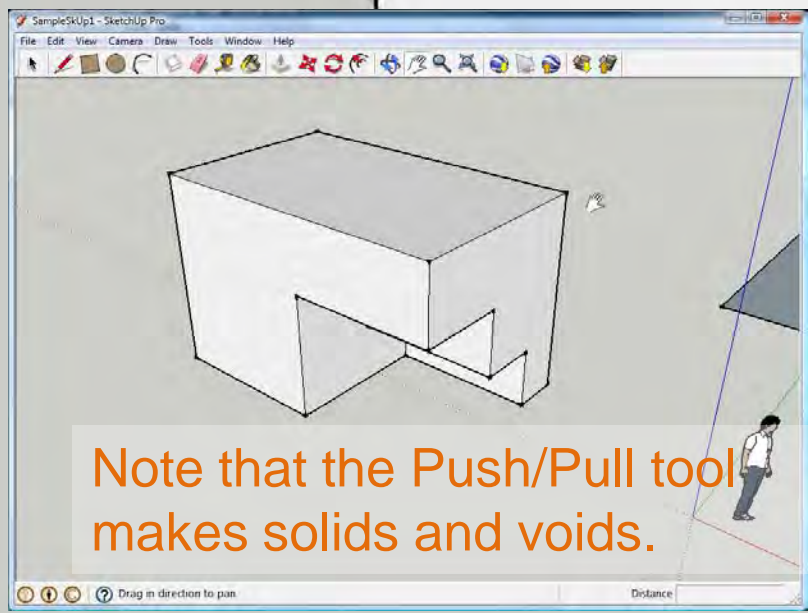 SampleSkUp1 - SketchUp Pro
File Edit View Camera Draw Tools Window Help
Note that the Push/Pull tool
makes solids and voids.
Drag in direction to pan
Distance